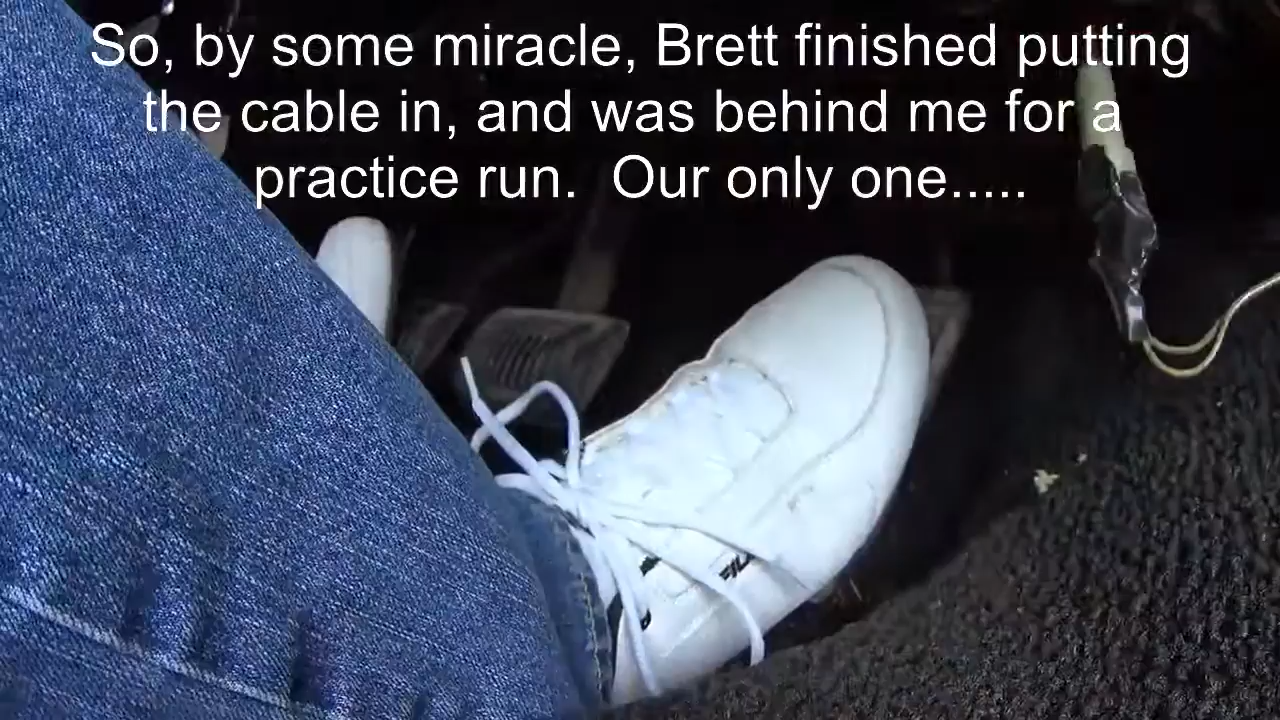 So, by some miracle, Brett finished putting
the cable in, and was behind me for a
practice run.  Our only one.....
FILA